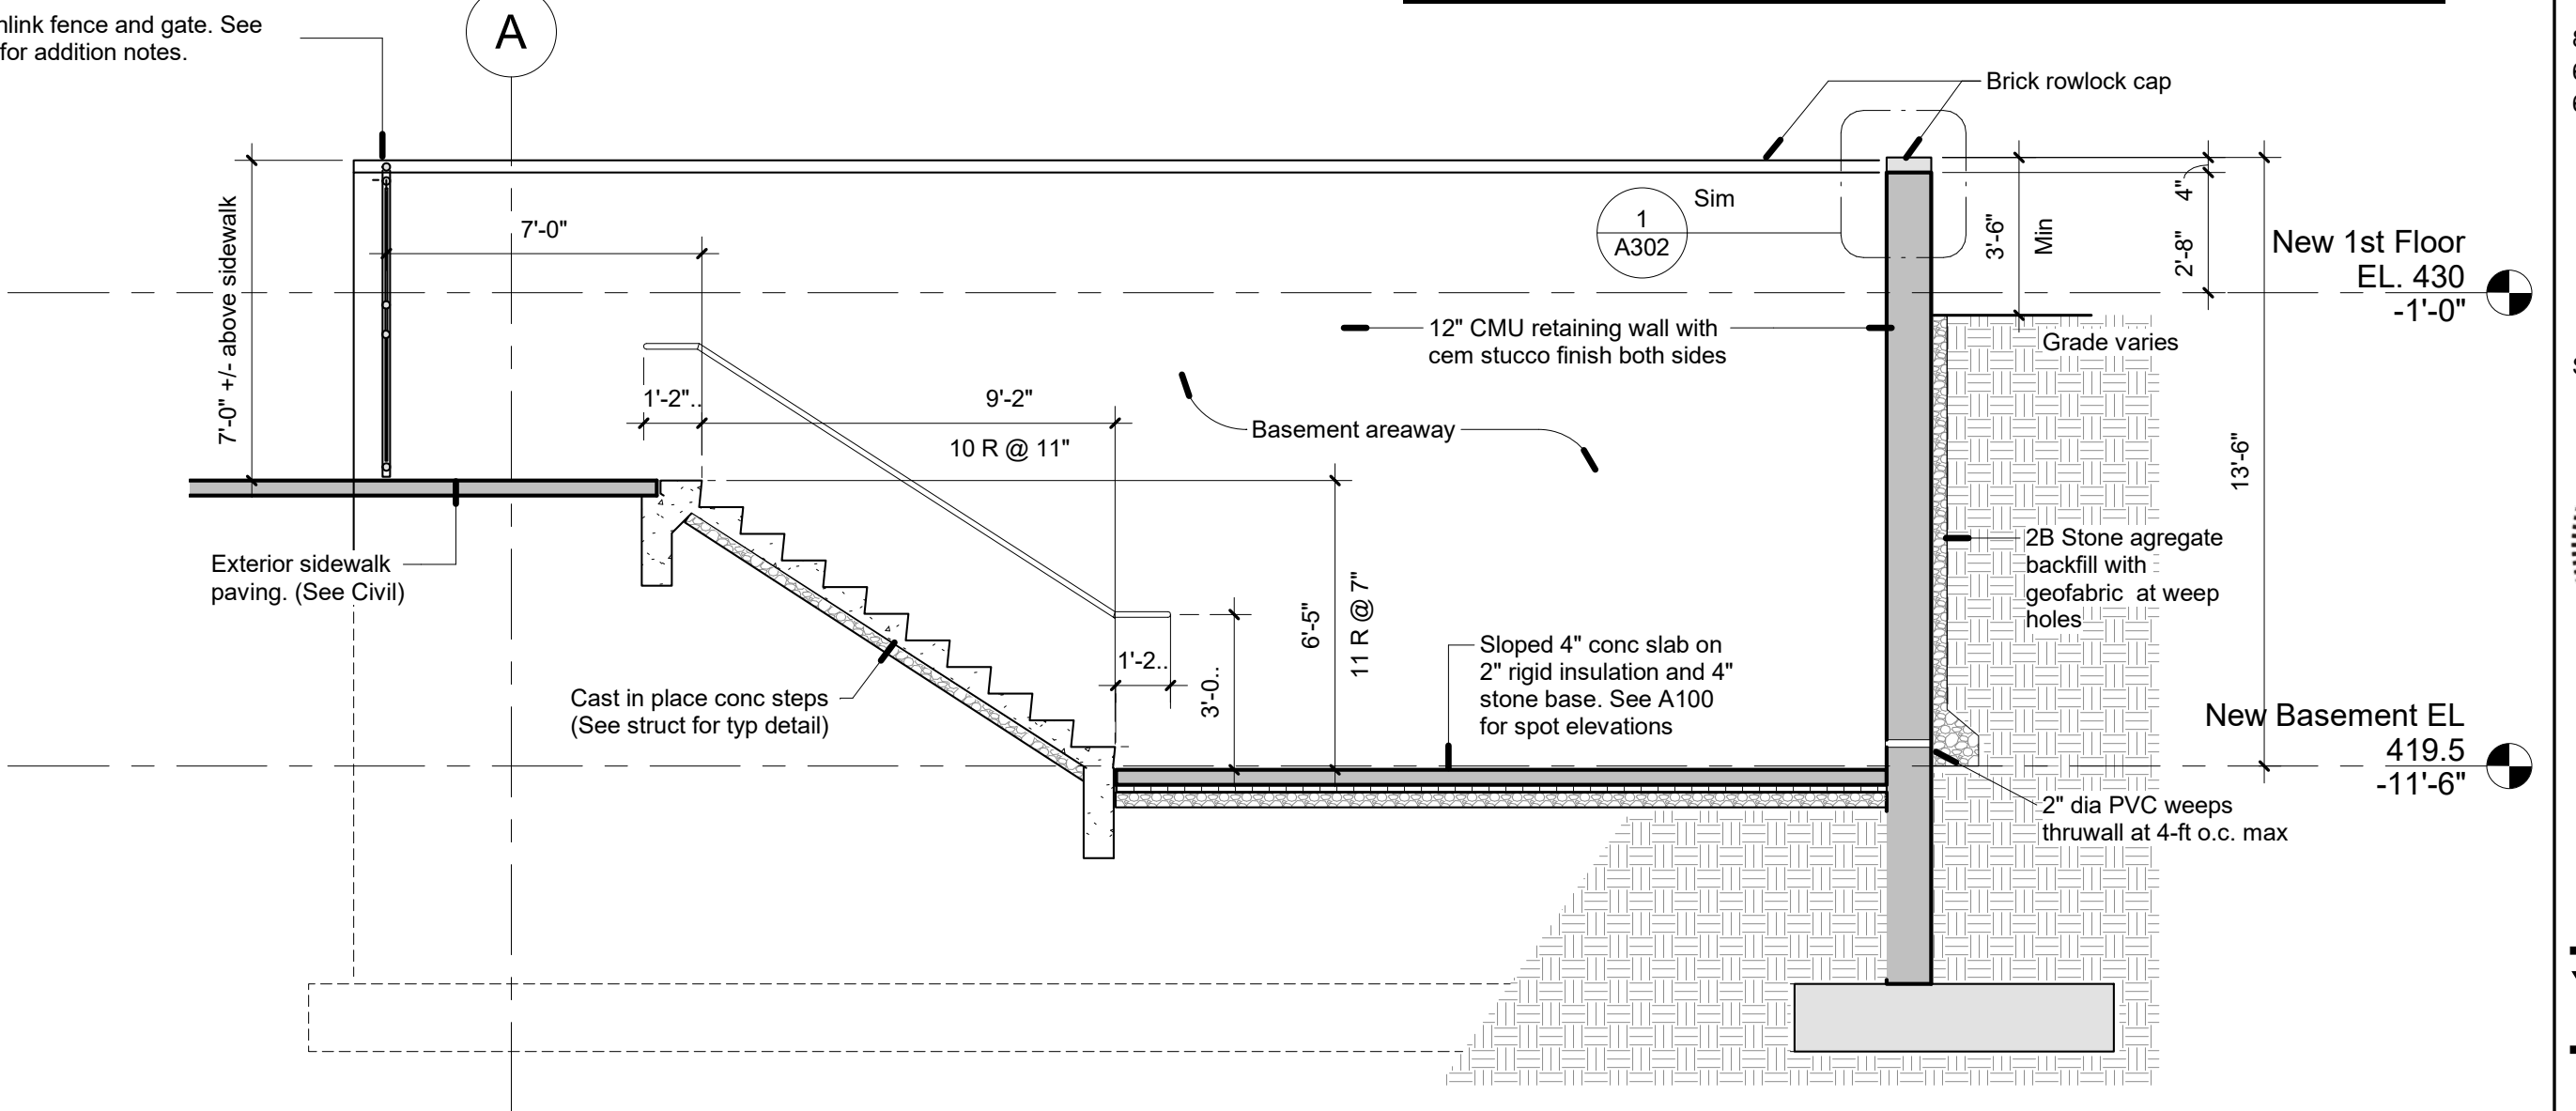 nlink fence and gate. See
for addition notes.
A
Brick rowlock cap
7'-0" +/- above sidewalk
7'-0"
1
A302
Sim
3'-6"
Min
4"
2'-8"
New 1st Floor
EL. 430
-1'-0"
12" CMU retaining wall with
cem stucco finish both sides
Grade varies
1'-2"..
9'-2"
10 R @ 11"
Basement areaway
13'-6"
Exterior sidewalk
paving. (See Civil)
2B Stone agregate
backfill with
geofabric at weep
holes
6'-5"
11 R @ 7"
1'-2..
3'-0..
Sloped 4" conc slab on
2" rigid insulation and 4"
stone base. See A100
for spot elevations
Cast in place conc steps
(See struct for typ detail)
New Basement EL
419.5
-11'-6"
2" dia PVC weeps
thruwall at 4-ft o.c. max